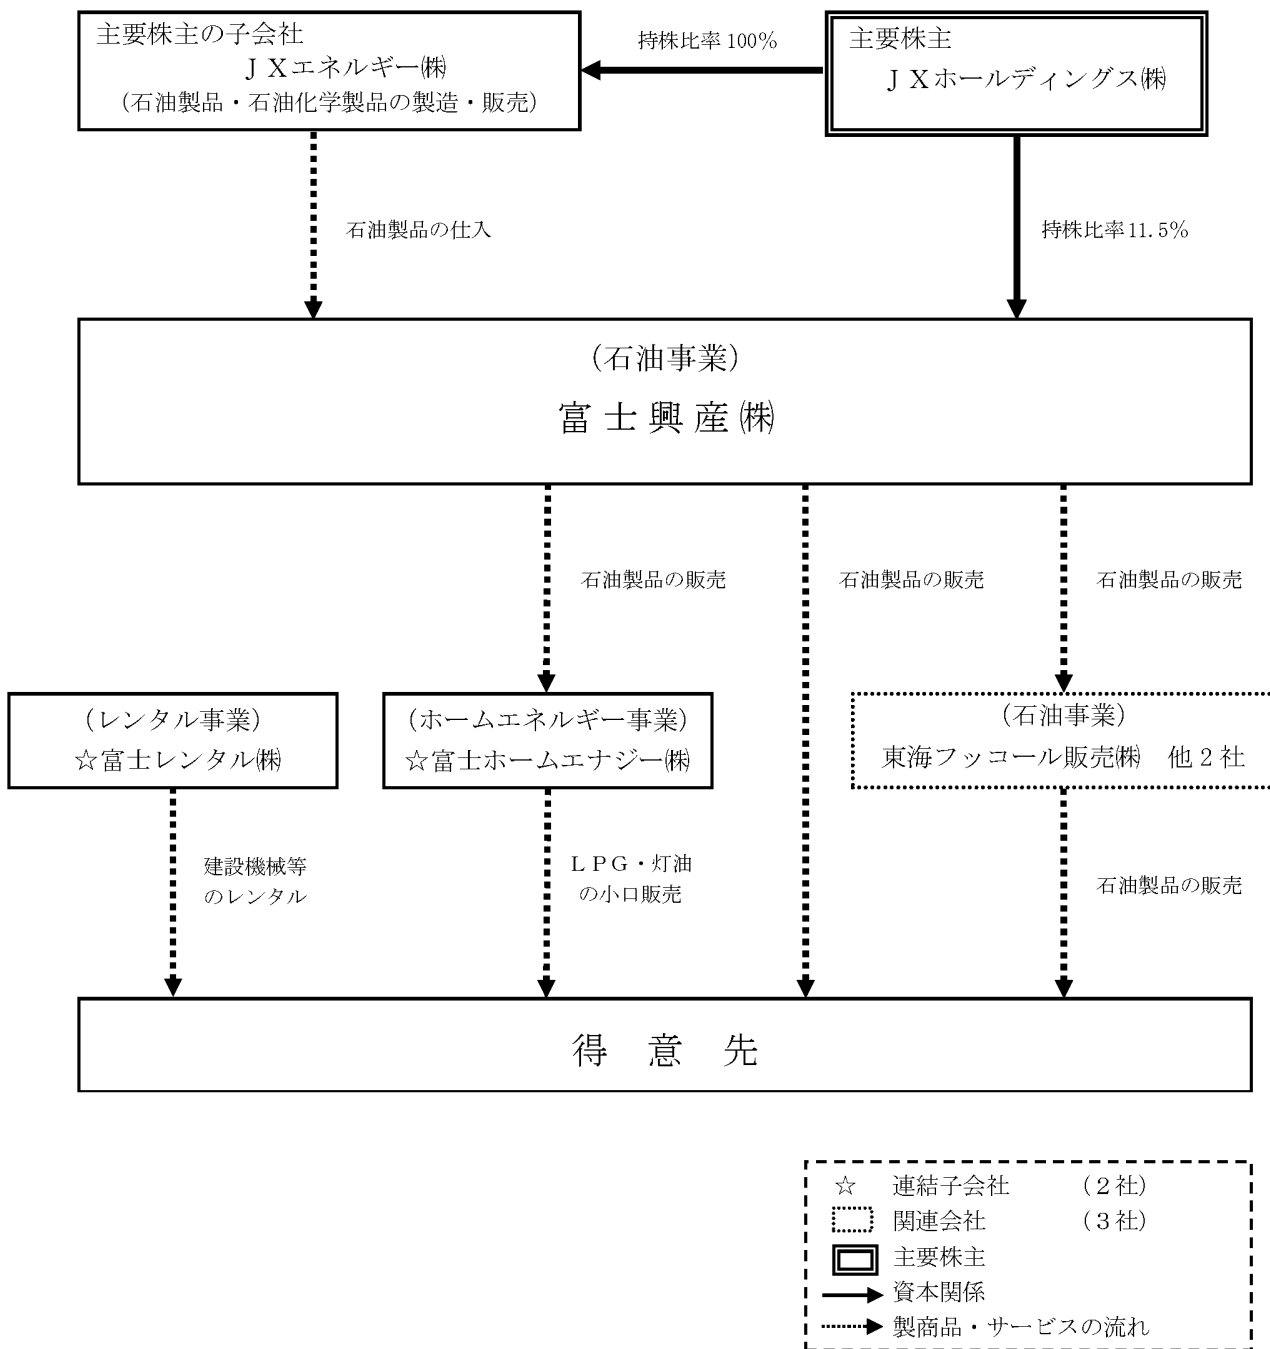 主要株主の子会社
ＪＸエネルギー㈱
（石油製品・石油化学製品の製造・販売）
持株比率100％
主要株主
ＪＸホールディングス㈱
石油製品の仕入
持株比率11.5％
（石油事業）
富士興産㈱
石油製品の販売
石油製品の販売
石油製品の販売
（レンタル事業）
☆富士レンタル㈱
（ホームエネルギー事業）
☆富士ホームエナジー㈱
（石油事業）
東海フッコール販売㈱　他２社
建設機械等
のレンタル
ＬＰＧ・灯油
の小口販売
石油製品の販売
得　意　先
☆　連結子会社　（２社）
関連会社　（３社）
主要株主
資本関係
製商品・サービスの流れ